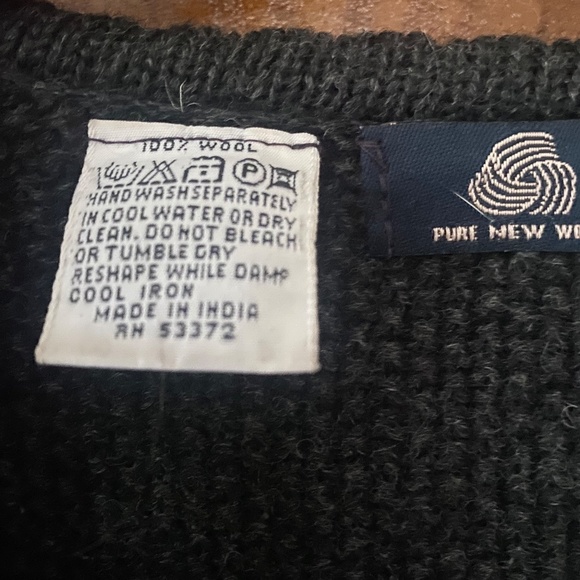 100% WOOL
HAND WASH SEPARATELY
IN COOL WATER OR DRY
CLEAN. DO NOT BLEACH
OR TUMBLE DRY
RESHAPE WHILE DAMP
COOL IRON
MADE IN INDIA
RN 53372
PURE NEW WO